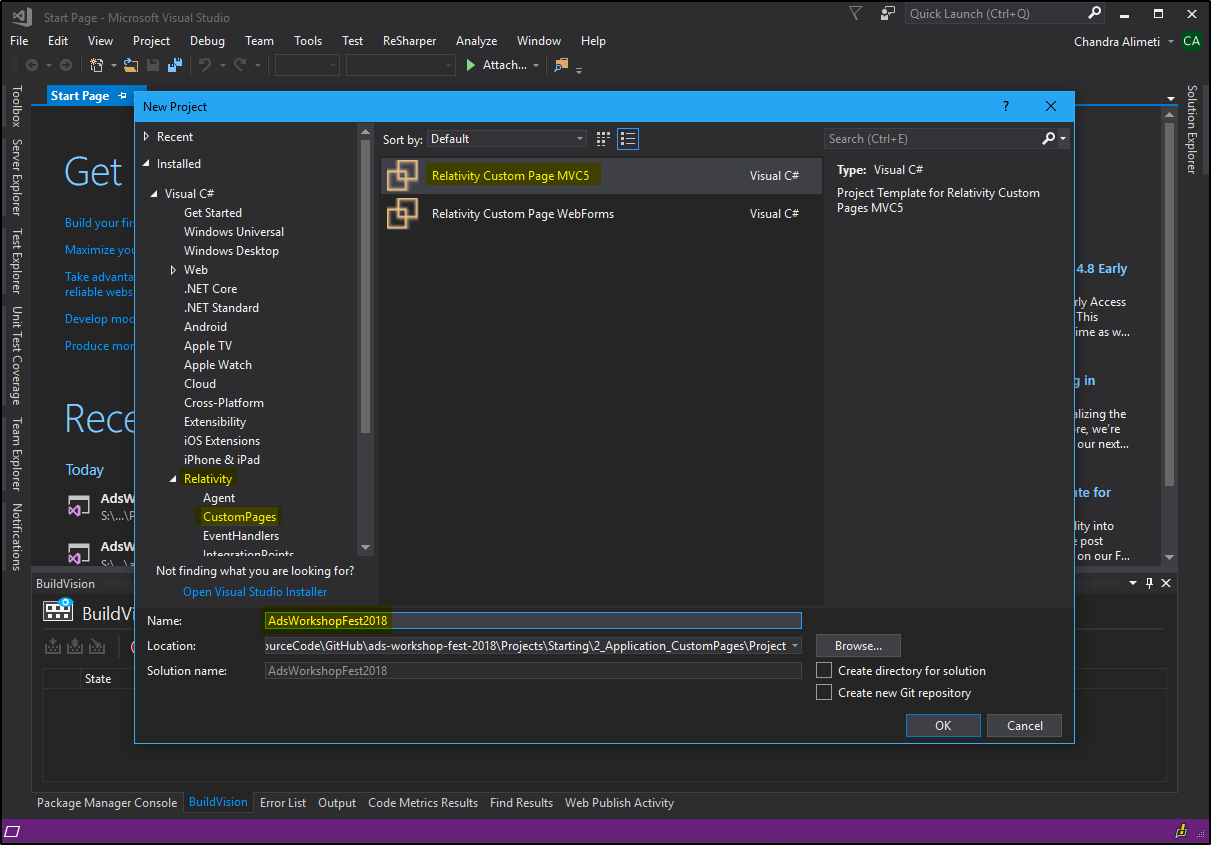 Start Page - Microsoft Visual Studio
Quick Launch (Ctrl+Q)
File Edit View Project Debug Team Tools Test ReSharper Analyze Window Help
Chandra Alimeti CA
Attach...
Toolbox
Server Explorer
Test Explorer
Unit Test Coverage
Team Explorer
Notifications
Solution Explorer
Start Page
Get
Build your firs
Maximize you
Take advanta
reliable webs
Develop mod
Produce mor
Rece
Today
AdsW
S:\...\P
AdsW
4.8 Early
rly Access
This
ime as w...
g in
alizing the
ore, we're
our next...
te for
lity into
e post
on our F...
New Project
?
Recent
Installed
Visual C#
Get Started
Windows Universal
Windows Desktop
Web
.NET Core
.NET Standard
Android
Apple TV
Apple Watch
Cloud
Cross-Platform
Extensibility
iOS Extensions
iPhone & iPad
Relativity
Agent
CustomPages
EventHandlers
IntegrationPoints
Not finding what you are looking for?
Open Visual Studio Installer
Sort by: Default
Search (Ctrl+E)
Relativity Custom Page MVC5 Visual C#
Relativity Custom Page WebForms Visual C#
Type: Visual C#
Project Template for Relativity Custom
Pages MVC5
Name: AdsWorkshopFest2018
Location: ourceCode\GitHub\ads-workshop-fest-2018\Projects\Starting\2_Application_CustomPages\Project
Browse...
Solution name: AdsWorkshopFest2018
Create directory for solution
Create new Git repository
OK Cancel
BuildVision
BuildVi
State
Package Manager Console BuildVision Error List Output Code Metrics Results Find Results Web Publish Activity